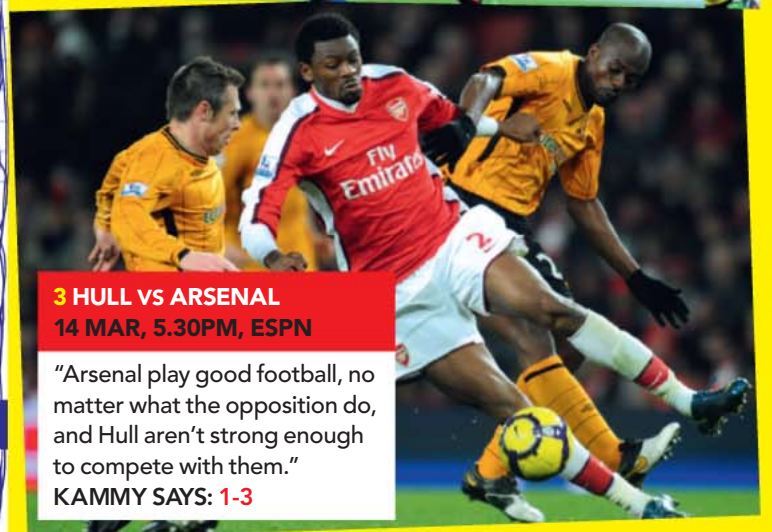 3 HULL VS ARSENAL
14 MAR, 5.30PM, ESPN
"Arsenal play good football, no
matter what the opposition do,
and Hull aren't strong enough
to compete with them."
KAMMY SAYS: 1-3
Fly
Emirates
2